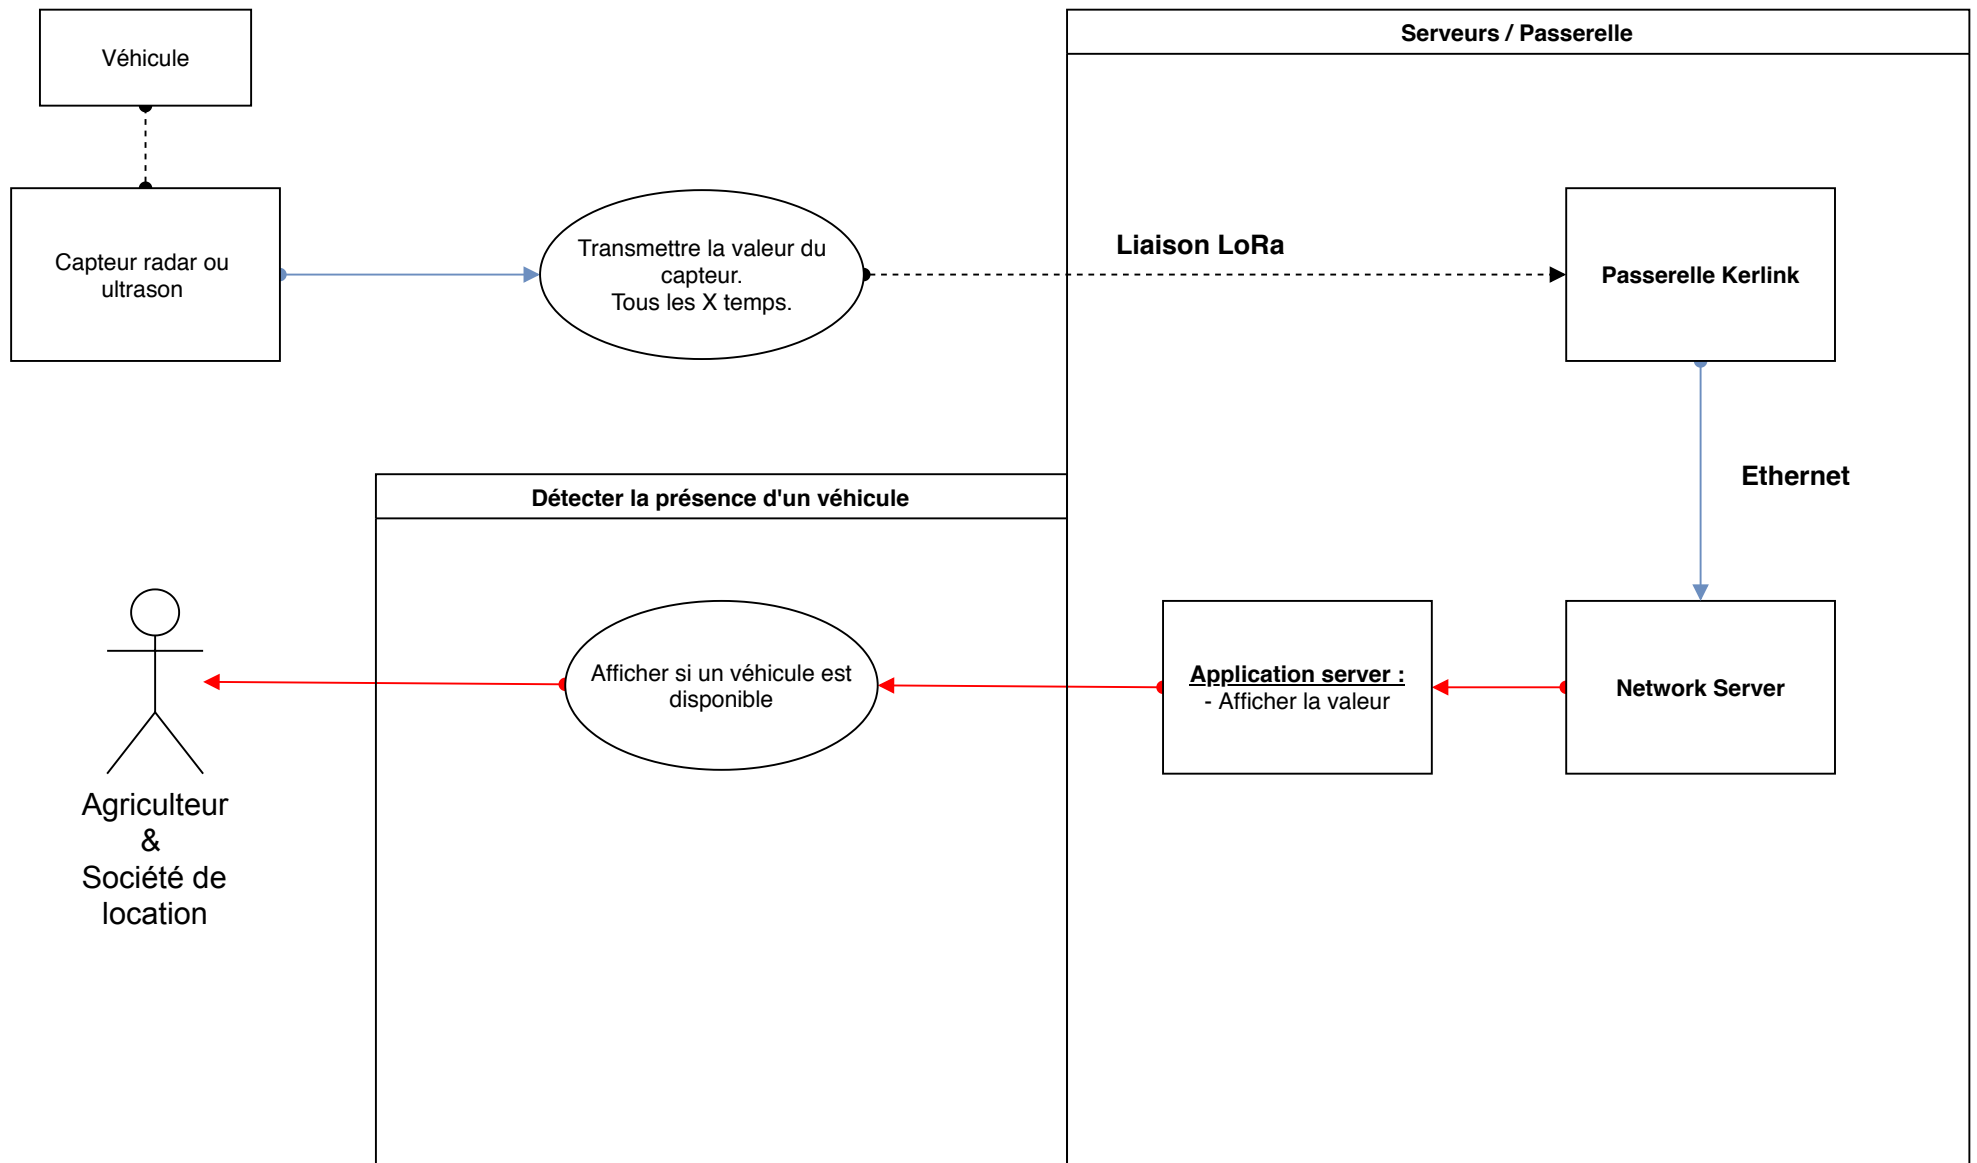 Véhicule
Serveurs / Passerelle
Capteur radar ou
ultrason
Transmettre la valeur du
capteur.
Tous les X temps.
Liaison LoRa
Passerelle Kerlink
Ethernet
Détecter la présence d'un véhicule
Afficher si un véhicule est
disponible
Application server :
- Afficher la valeur
Network Server
Agriculteur
&
Société de
location